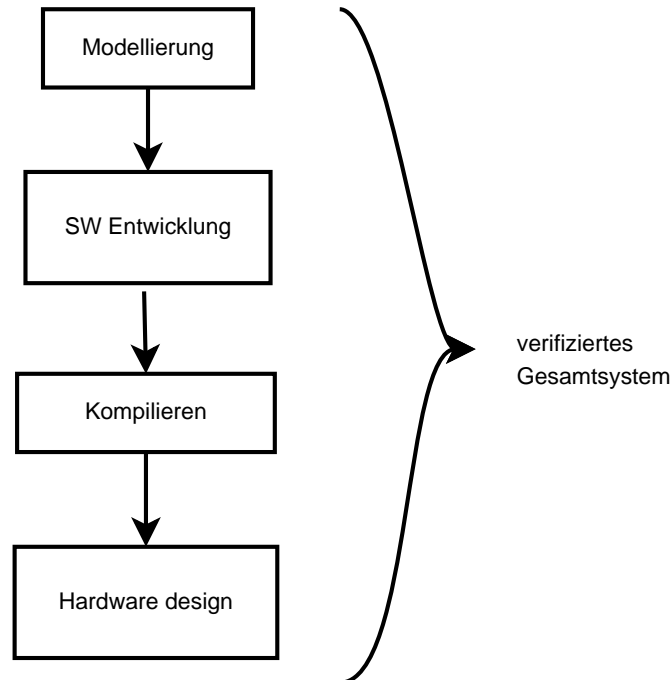 Modellierung
SW Entwicklung
Kompilieren
Hardware design
verifiziertes
Gesamtsystem